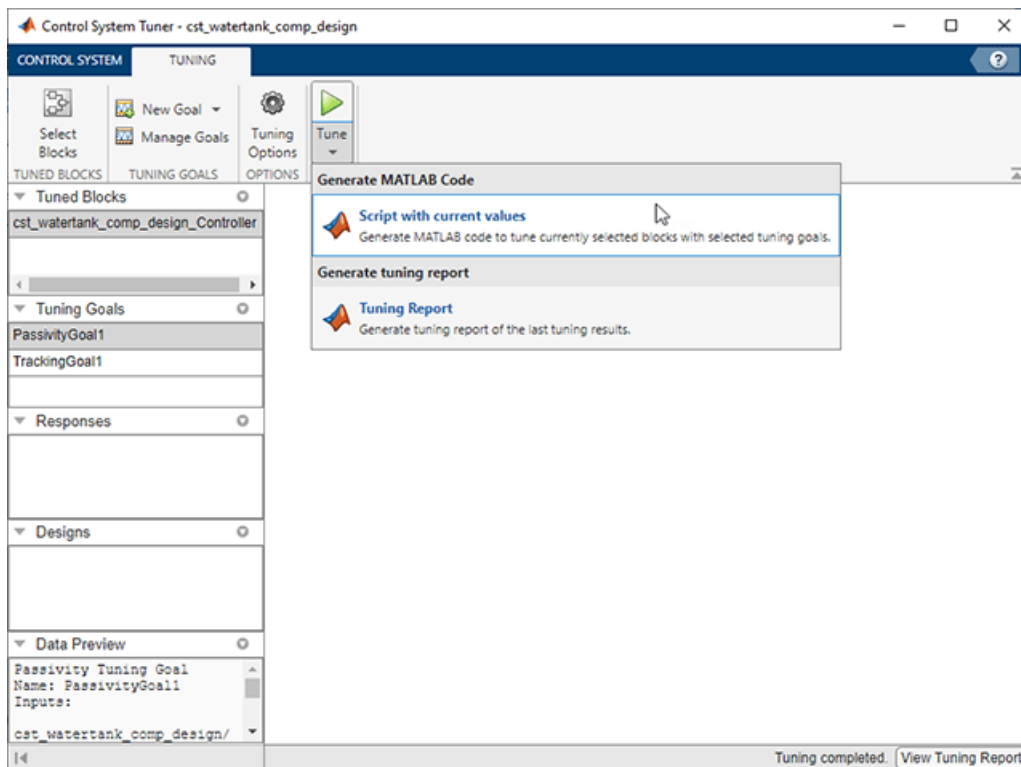 Control System Tuner - cst_watertank_comp_design
CONTROL SYSTEM
TUNING
?
Select
Blocks
New Goal
Manage Goals
Tuning
Options
Tune
TUNED BLOCKS
TUNING GOALS
OPTIONS
Generate MATLAB Code
Script with current values
Generate MATLAB code to tune currently selected blocks with selected tuning goals.
Generate tuning report
Tuning Report
Generate tuning report of the last tuning results.
Tuned Blocks
cst_watertank_comp_design_Controller
Tuning Goals
PassivityGoal1
TrackingGoal1
Responses
Designs
Data Preview
Passivity Tuning Goal
Name: PassivityGoal1
Inputs:
cst_watertank_comp_design/
Tuning completed.
View Tuning Report